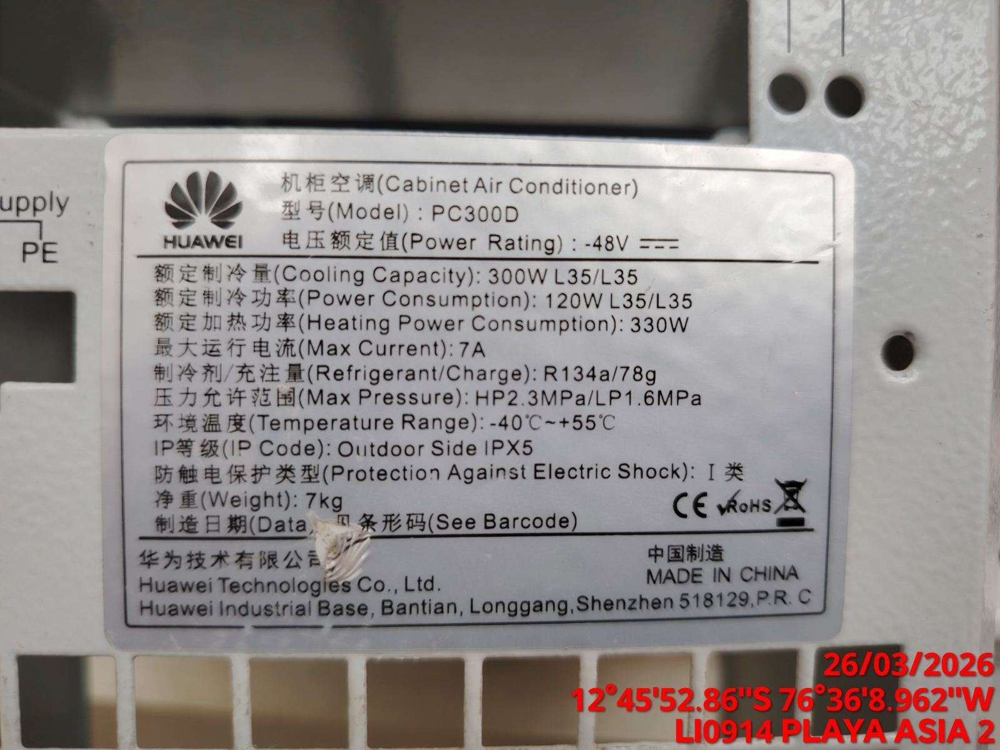 upply
PE
HUAWEI
机柜空调(Cabinet Air Conditioner)
型号(Model) : PC300D
电压额定值(Power Rating) : -48V
额定制冷量(Cooling Capacity): 300W L35/L35
额定制冷功率(Power Consumption): 120W L35/L35
额定加热功率(Heating Power Consumption): 330W
最大运行电流(Max Current): 7A
制冷剂/充注量(Refrigerant/Charge): R134a/78g
压力允许范围(Max Pressure): HP2.3MPa/LP1.6MPa
环境温度(Temperature Range): -40℃~+55℃
IP等级(IP Code): Outdoor Side IPX5
防触电保护类型(Protection Against Electric Shock): I 类
净重(Weight): 7kg
CE RoHS
制造日期(Data) 见条形码(See Barcode)
华为技术有限公司
Huawei Technologies Co., Ltd.
Huawei Industrial Base, Bantian, Longgang, Shenzhen 518129, P.R. C
中国制造
MADE IN CHINA
26/03/2026
12°45'52.86"S 76°36'8.962"W
LI0914 PLAYA ASIA 2